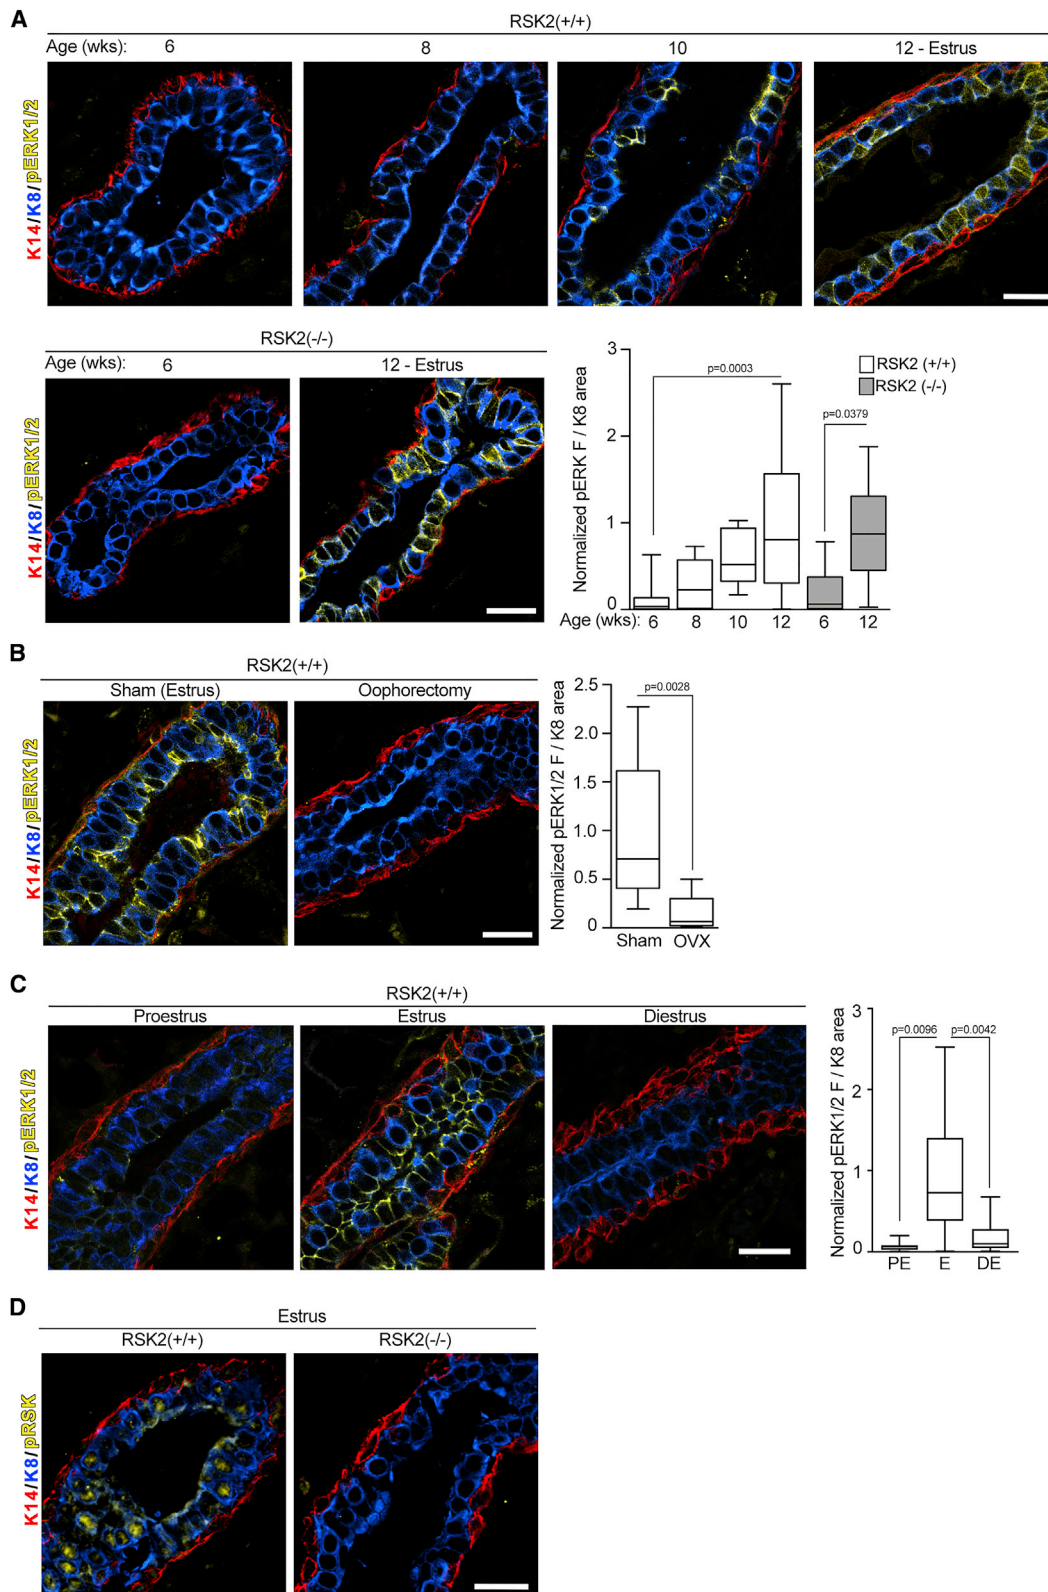 A
RSK2(+/+)
Age (wks): 6 8 10 12 - Estrus
K14/K8/pERK1/2
RSK2(-/-)
Age (wks): 6 12 - Estrus
K14/K8/pERK1/2
Normalized pERK F / K8 area
3
2
1
0
p=0.0003
p=0.0379
RSK2 (+/+)
RSK2 (-/-)
Age (wks): 6 8 10 12 6 12
B
RSK2(+/+)
Sham (Estrus) Oophorectomy
K14/K8/pERK1/2
Normalized pERK1/2 F / K8 area
2.5
2.0
1.5
1.0
0.5
0
p=0.0028
Sham OVX
C
RSK2(+/+)
Proestrus Estrus Diestrus
K14/K8/pERK1/2
Normalized pERK1/2 F / K8 area
3
2
1
0
p=0.0096 p=0.0042
PE E DE
D
Estrus
RSK2(+/+) RSK2(-/-)
K14/K8/pRSK